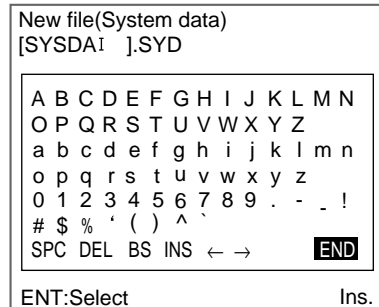 New file(System data)
[SYSDAI ].SYD
A B C D E F G H I J K L M N
O P Q R S T U V W X Y Z
a b c d e f g h i j k l m n
o p q r s t u v w x y z
0 1 2 3 4 5 6 7 8 9 . - _ !
# $ % ‘ ( ) ^ `
SPC DEL BS INS ← → END
ENT:Select Ins.